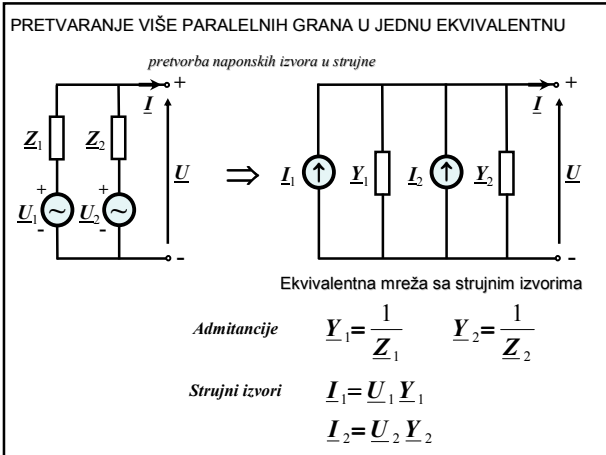 PRETVARANJE VIŠE PARALELNIH GRANA U JEDNU EKVIVALENTNU
pretvorba naponskih izvora u strujne
+ +
I I
Z1 Z2
U ⇒ I1 Y1 I2 Y2 U
+ +
U1 U2
- -
- -
Ekvivalentna mreža sa strujnim izvorima
Admitancije Y1 = 1/Z1 Y2 = 1/Z2
Strujni izvori I1 = U1 Y1
I2 = U2 Y2